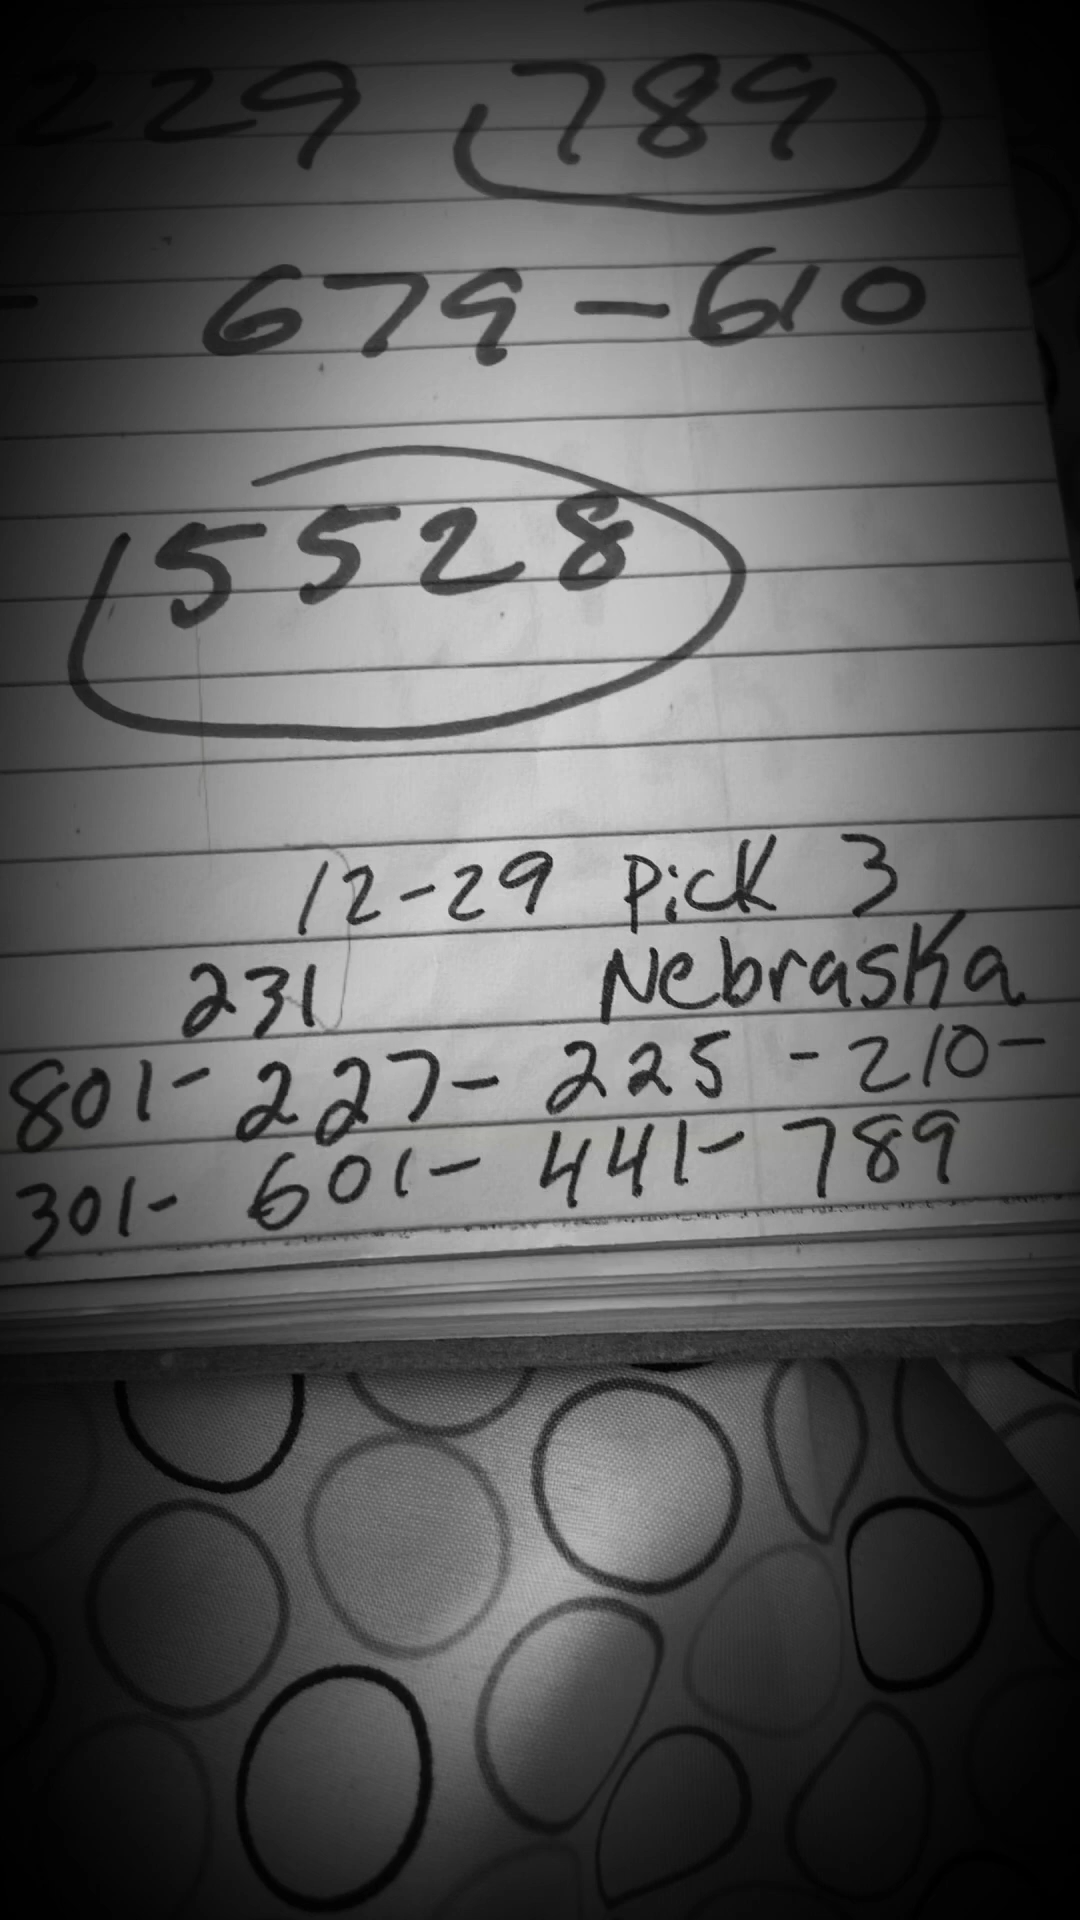 229 789
- 679-610
5528
12-29 Pick 3
231 Nebraska
801- 227- 225 - 210-
301- 601- 441- 789